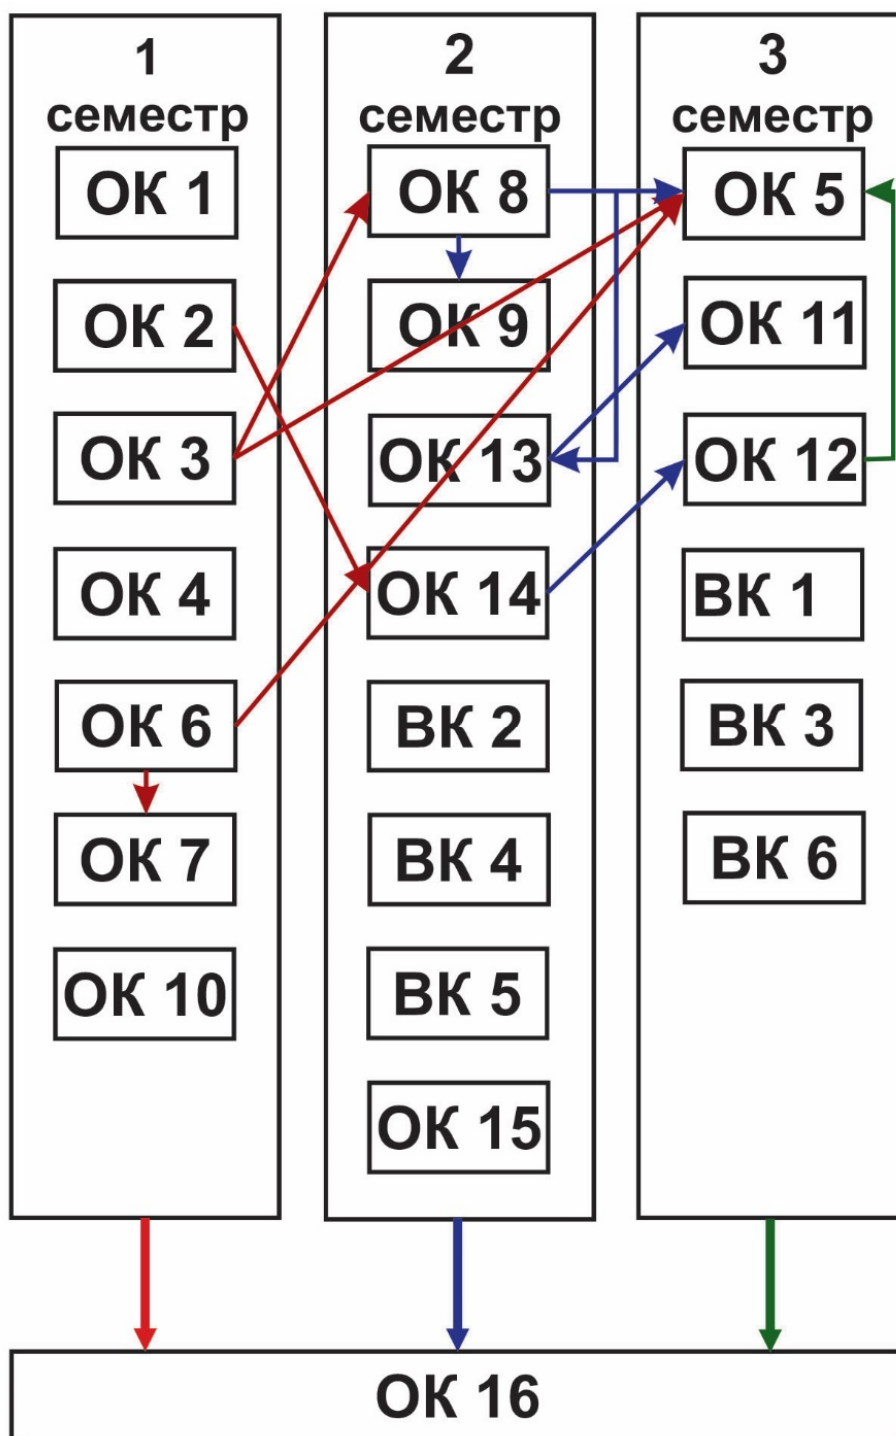 1
семестр
ОК 1
ОК 2
ОК 3
ОК 4
ОК 6
ОК 7
ОК 10
2
семестр
ОК 8
ОК 9
ОК 13
ОК 14
ВК 2
ВК 4
ВК 5
ОК 15
3
семестр
ОК 5
ОК 11
ОК 12
ВК 1
ВК 3
ВК 6
ОК 16